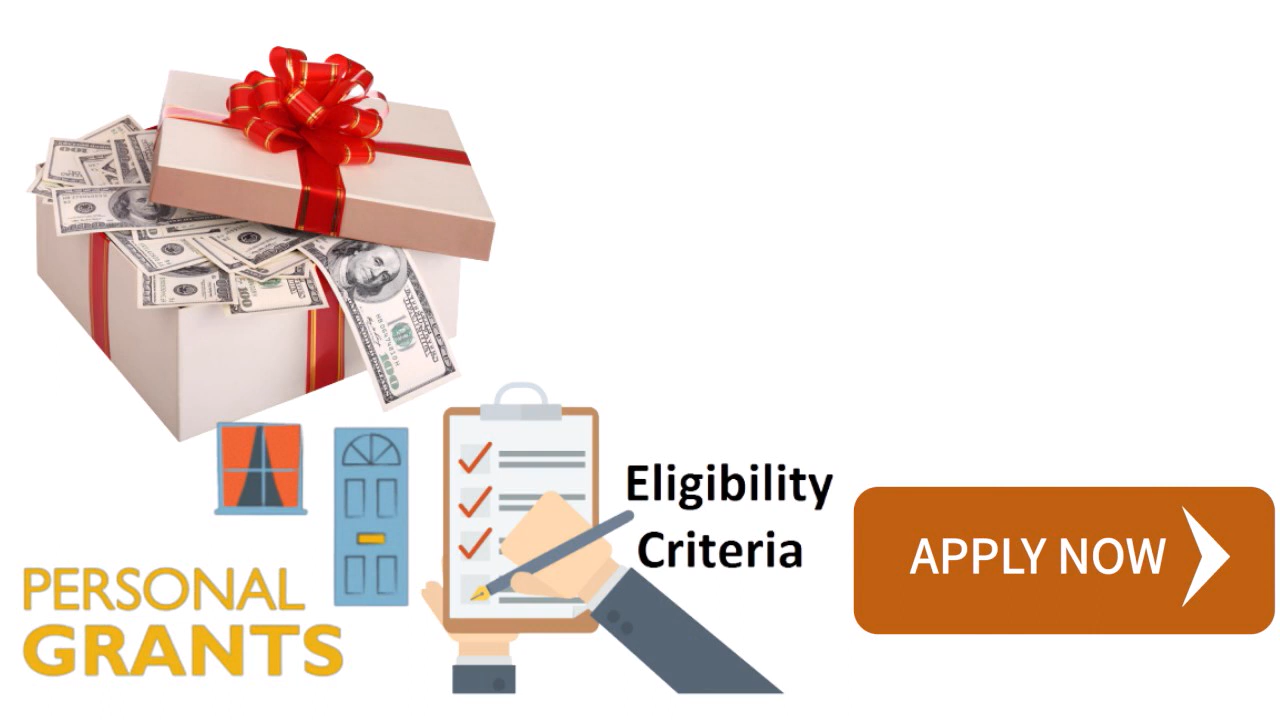 PERSONAL
GRANTS
Eligibility
Criteria
APPLY NOW